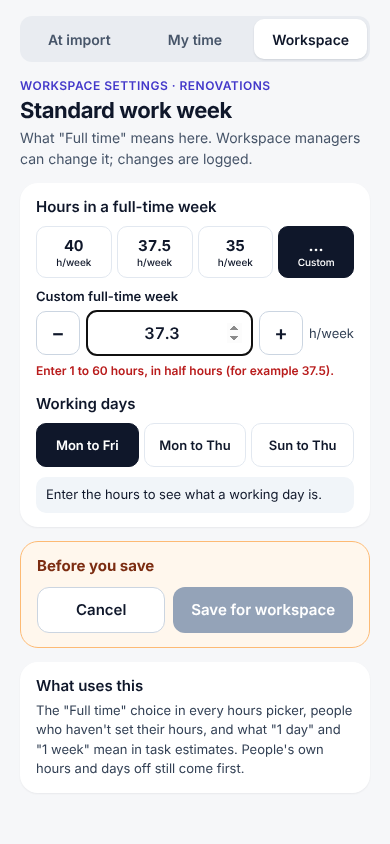 At import
My time
Workspace
WORKSPACE SETTINGS · RENOVATIONS
Standard work week
What "Full time" means here. Workspace managers
can change it; changes are logged.
Hours in a full-time week
40
h/week
37.5
h/week
35
h/week
...
Custom
Custom full-time week
−
37.3
+
h/week
Enter 1 to 60 hours, in half hours (for example 37.5).
Working days
Mon to Fri
Mon to Thu
Sun to Thu
Enter the hours to see what a working day is.
Before you save
Cancel
Save for workspace
What uses this
The "Full time" choice in every hours picker, people
who haven't set their hours, and what "1 day" and
"1 week" mean in task estimates. People's own
hours and days off still come first.